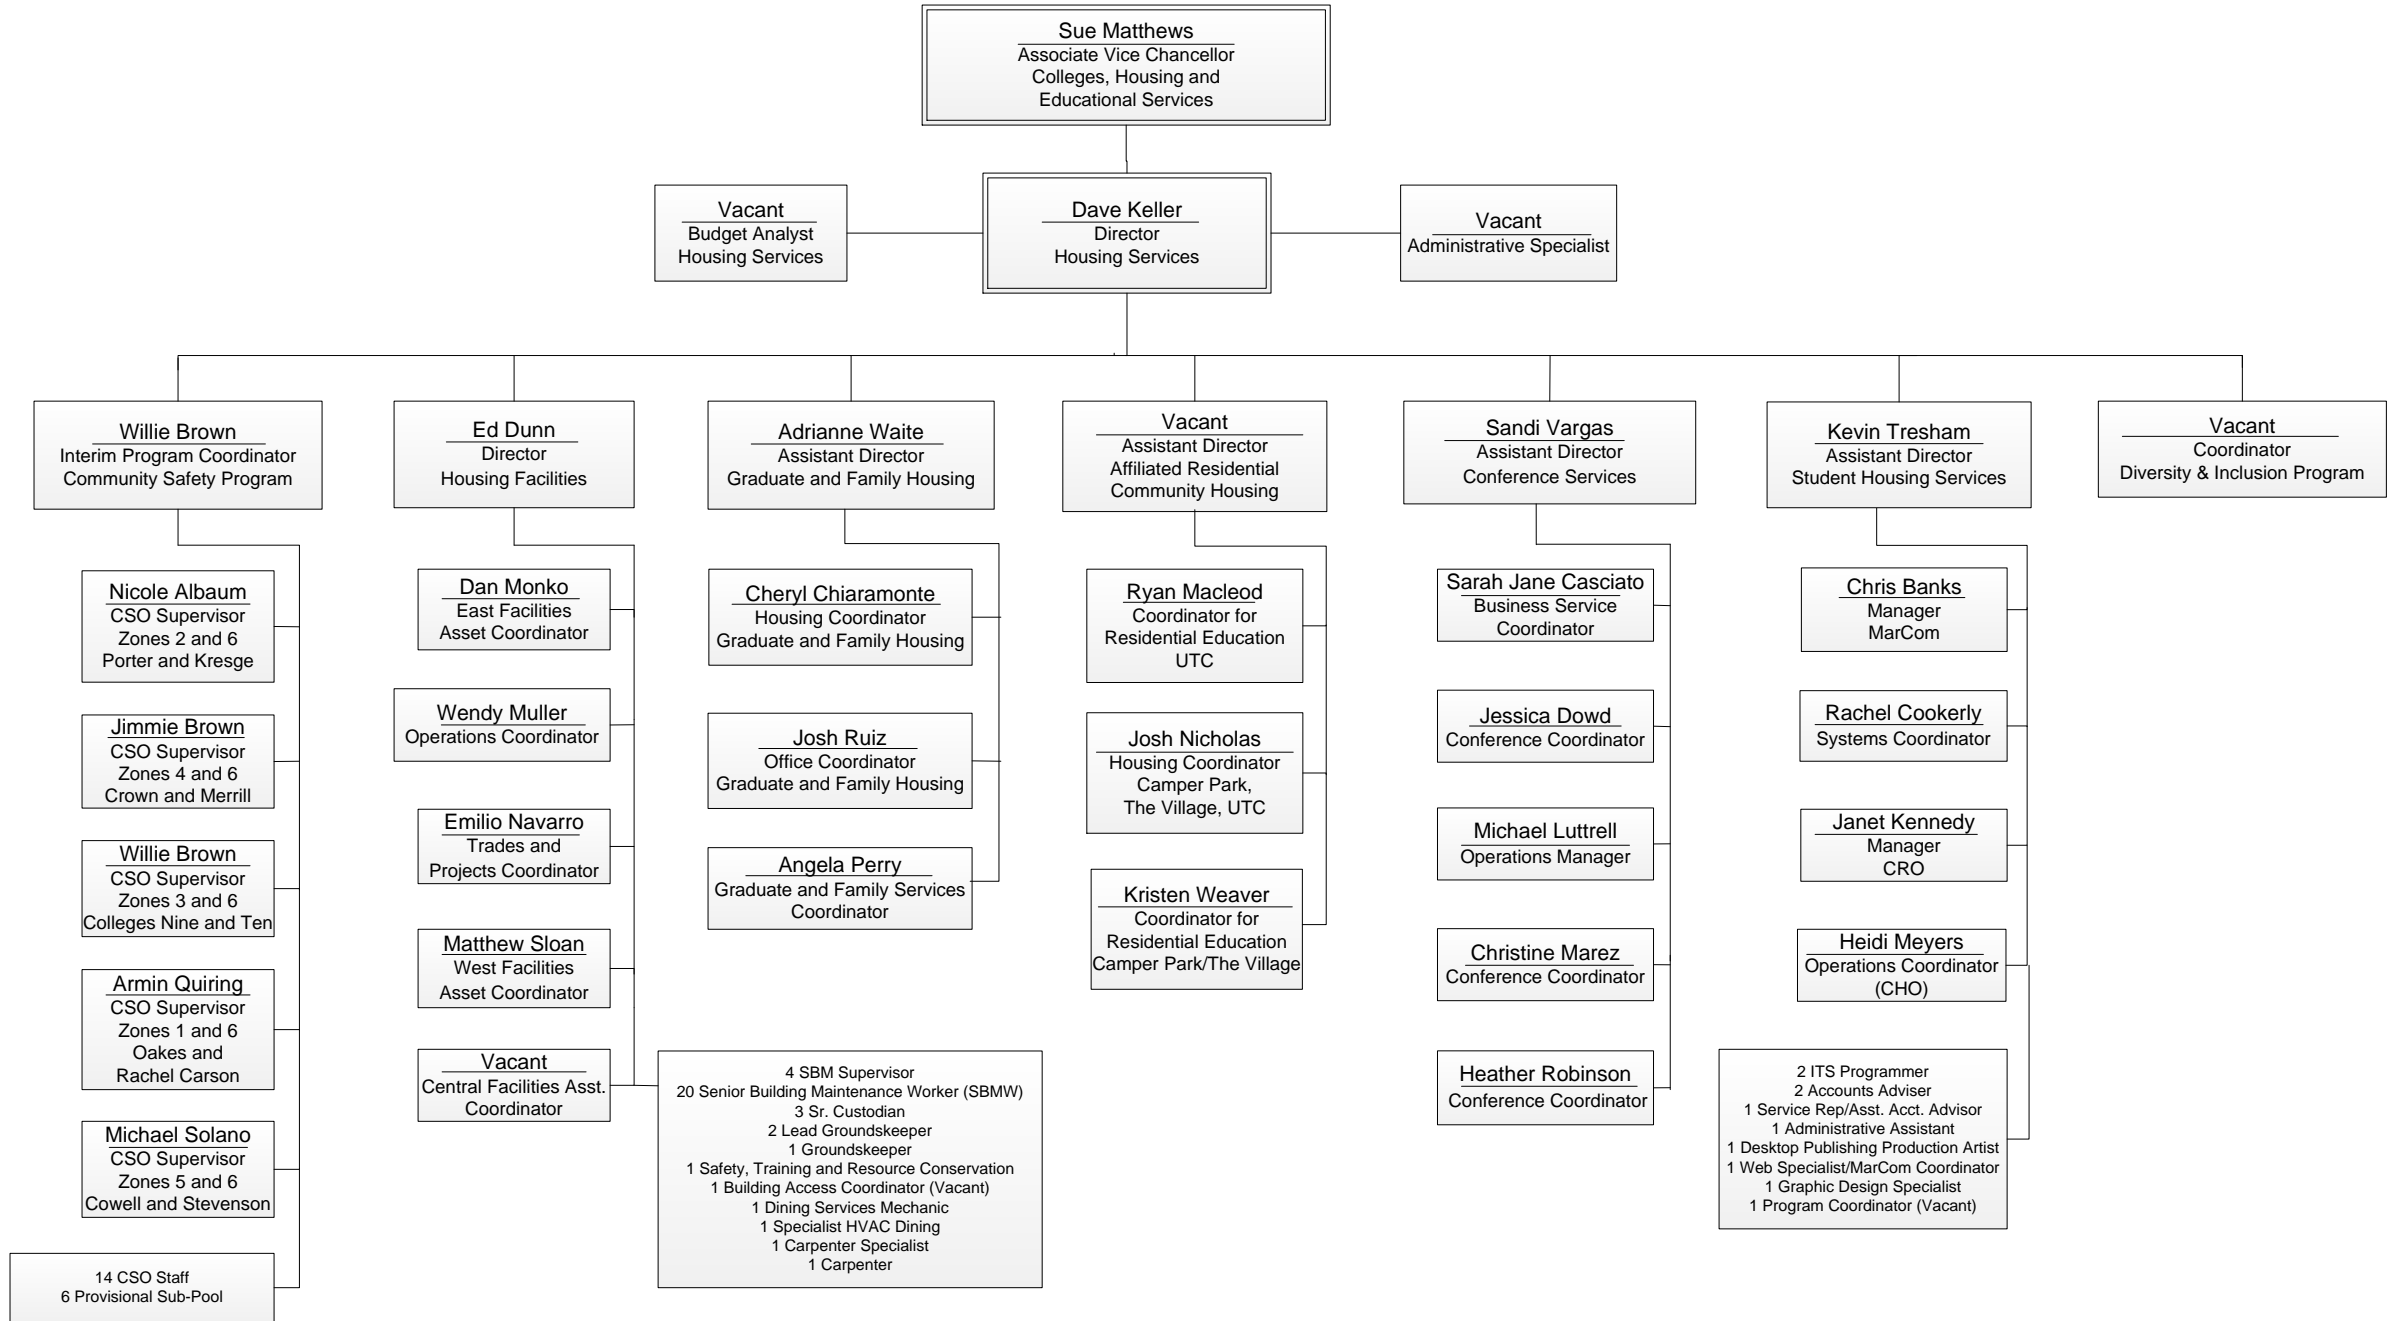 Sue Matthews
Associate Vice Chancellor
Colleges, Housing and
Educational Services
Vacant
Budget Analyst
Housing Services
Dave Keller
Director
Housing Services
Vacant
Administrative Specialist
Willie Brown
Interim Program Coordinator
Community Safety Program
Ed Dunn
Director
Housing Facilities
Adrianne Waite
Assistant Director
Graduate and Family Housing
Vacant
Assistant Director
Affiliated Residential
Community Housing
Sandi Vargas
Assistant Director
Conference Services
Kevin Tresham
Assistant Director
Student Housing Services
Vacant
Coordinator
Diversity & Inclusion Program
Nicole Albaum
CSO Supervisor
Zones 2 and 6
Porter and Kresge
Jimmie Brown
CSO Supervisor
Zones 4 and 6
Crown and Merrill
Willie Brown
CSO Supervisor
Zones 3 and 6
Colleges Nine and Ten
Armin Quiring
CSO Supervisor
Zones 1 and 6
Oakes and
Rachel Carson
Michael Solano
CSO Supervisor
Zones 5 and 6
Cowell and Stevenson
14 CSO Staff
6 Provisional Sub-Pool
Dan Monko
East Facilities
Asset Coordinator
Wendy Muller
Operations Coordinator
Emilio Navarro
Trades and
Projects Coordinator
Matthew Sloan
West Facilities
Asset Coordinator
Vacant
Central Facilities Asst.
Coordinator
4 SBM Supervisor
20 Senior Building Maintenance Worker (SBMW)
3 Sr. Custodian
2 Lead Groundskeeper
1 Groundskeeper
1 Safety, Training and Resource Conservation
1 Building Access Coordinator (Vacant)
1 Dining Services Mechanic
1 Specialist HVAC Dining
1 Carpenter Specialist
1 Carpenter
Cheryl Chiaramonte
Housing Coordinator
Graduate and Family Housing
Josh Ruiz
Office Coordinator
Graduate and Family Housing
Angela Perry
Graduate and Family Services
Coordinator
Ryan Macleod
Coordinator for
Residential Education
UTC
Josh Nicholas
Housing Coordinator
Camper Park,
The Village, UTC
Kristen Weaver
Coordinator for
Residential Education
Camper Park/The Village
Sarah Jane Casciato
Business Service
Coordinator
Jessica Dowd
Conference Coordinator
Michael Luttrell
Operations Manager
Christine Marez
Conference Coordinator
Heather Robinson
Conference Coordinator
Chris Banks
Manager
MarCom
Rachel Cookerly
Systems Coordinator
Janet Kennedy
Manager
CRO
Heidi Meyers
Operations Coordinator
(CHO)
2 ITS Programmer
2 Accounts Adviser
1 Service Rep/Asst. Acct. Advisor
1 Administrative Assistant
1 Desktop Publishing Production Artist
1 Web Specialist/MarCom Coordinator
1 Graphic Design Specialist
1 Program Coordinator (Vacant)